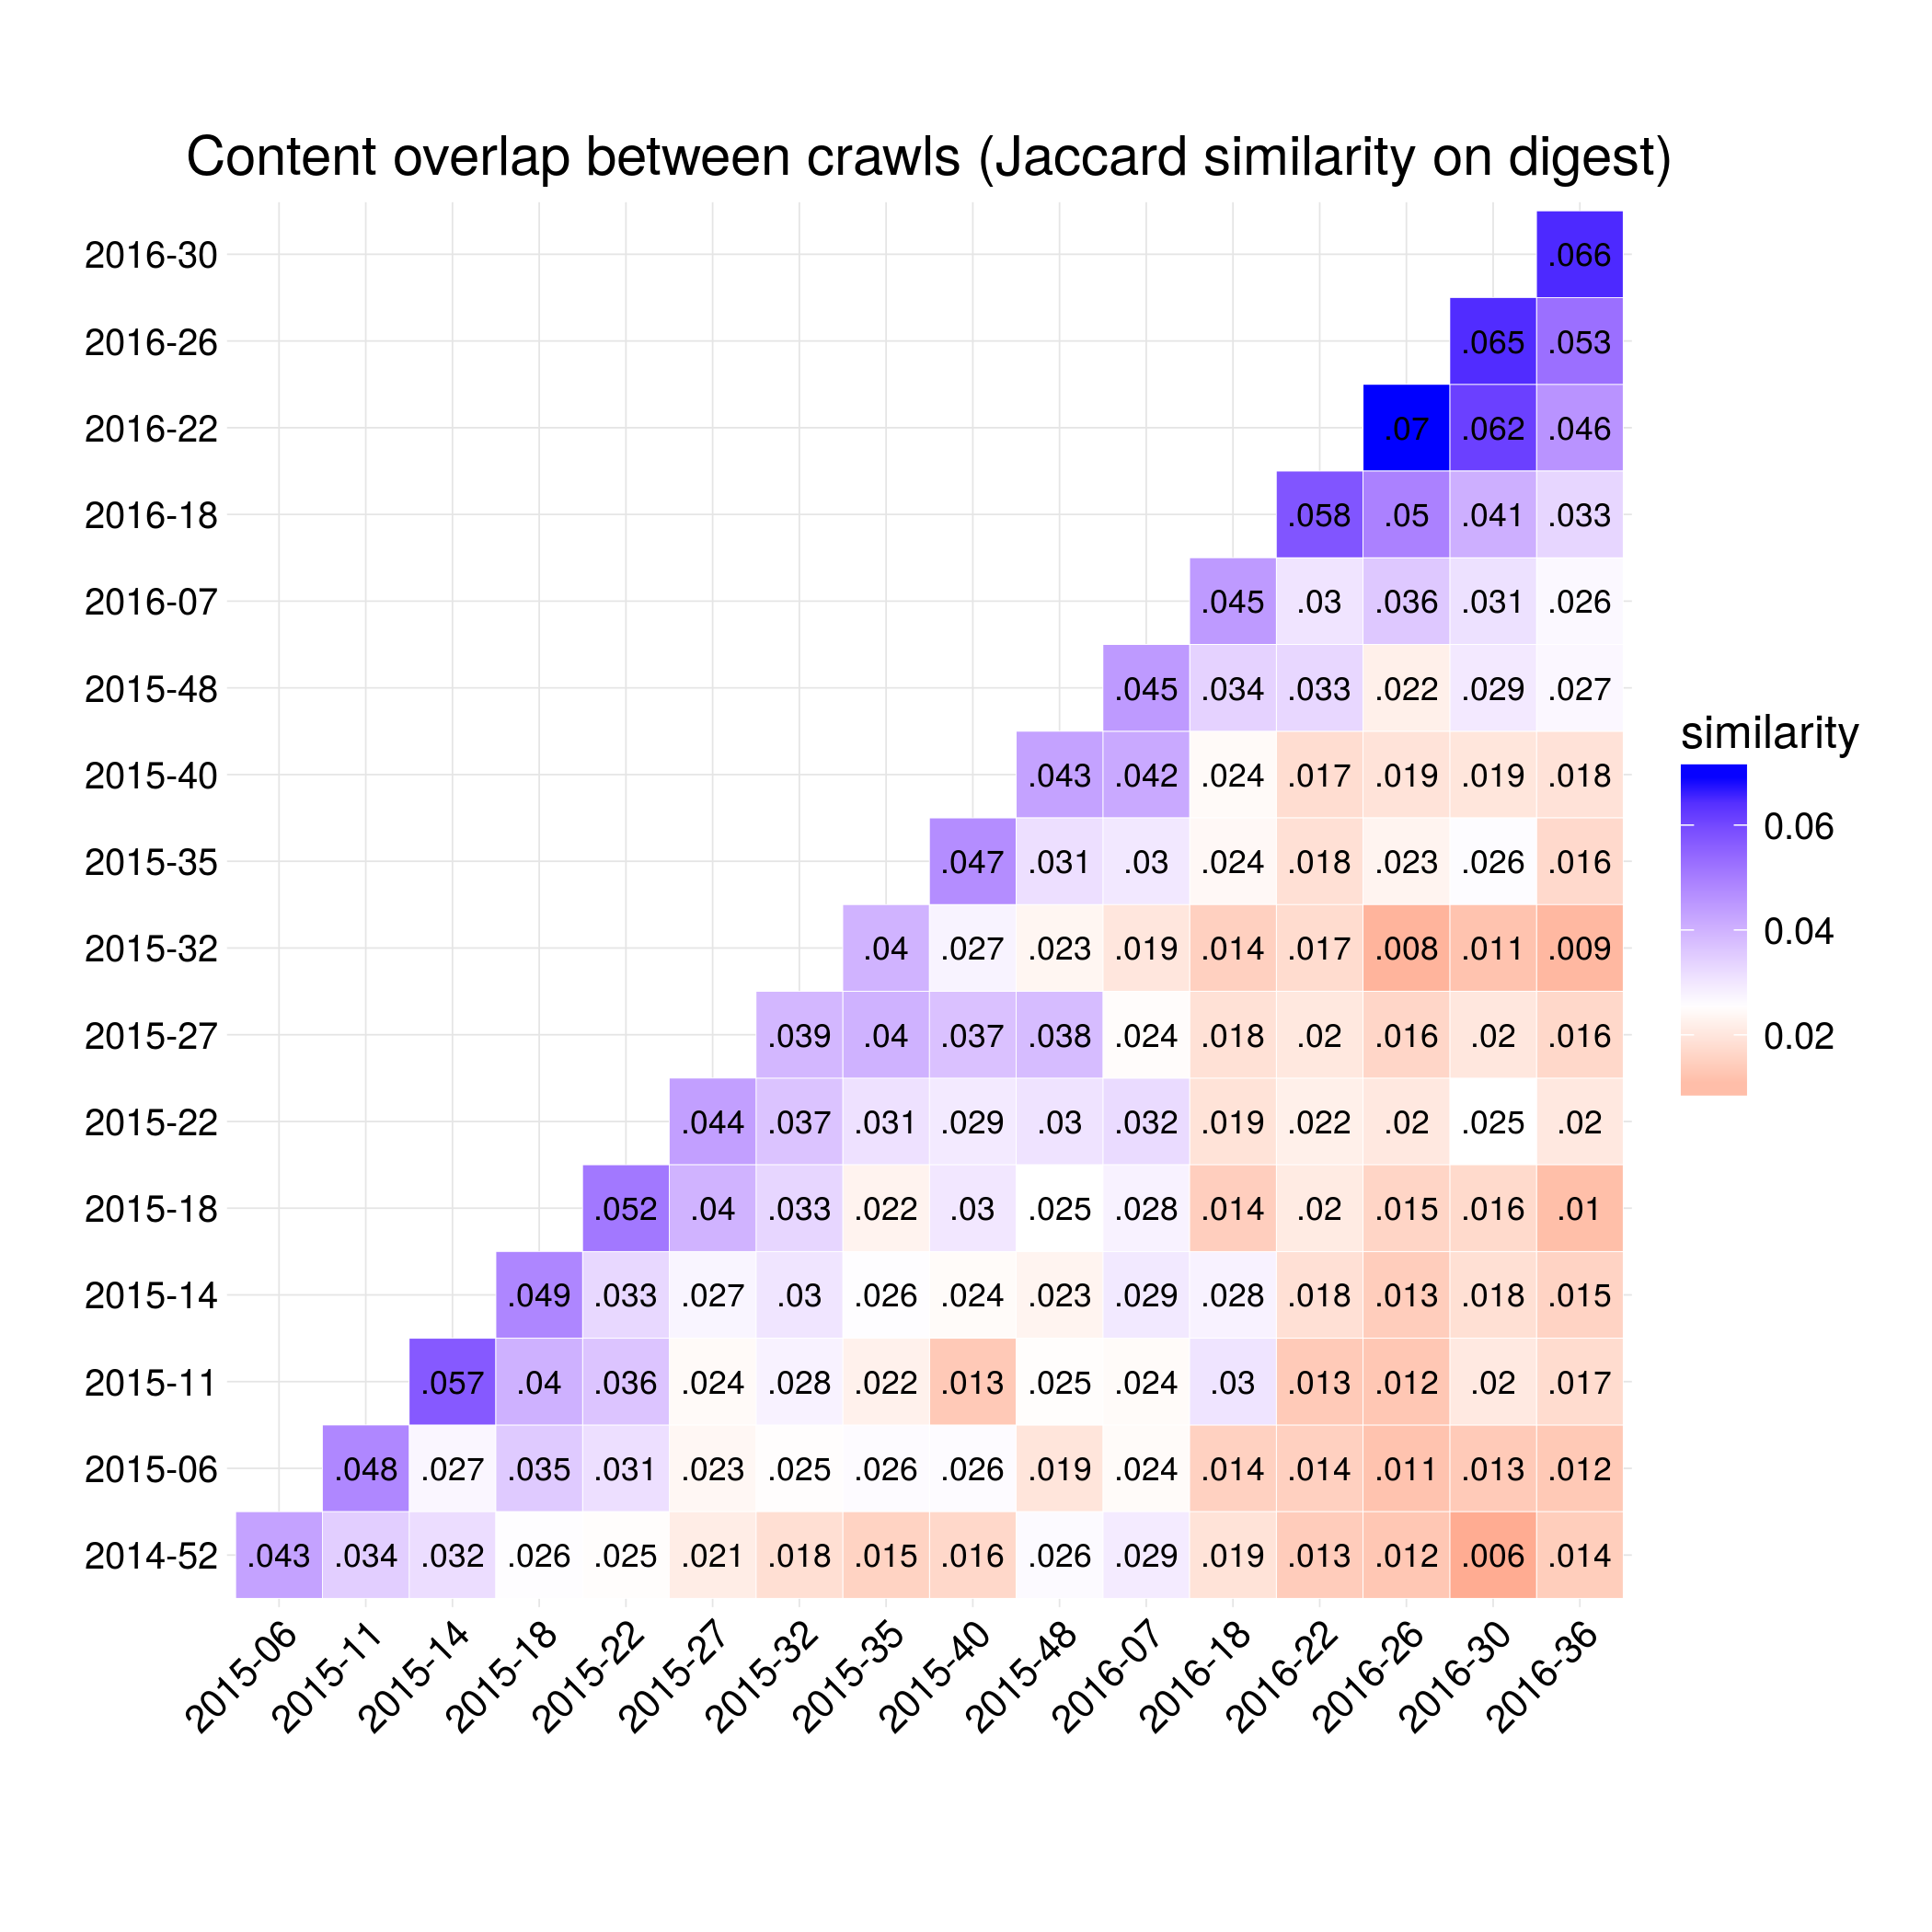 Content overlap between crawls (Jaccard similarity on digest)
2016-30 .066
2016-26 .065 .053
2016-22 .07 .062 .046
2016-18 .058 .05 .041 .033
2016-07 .045 .03 .036 .031 .026
2015-48 .045 .034 .033 .022 .029 .027
2015-40 .043 .042 .024 .017 .019 .019 .018
2015-35 .047 .031 .03 .024 .018 .023 .026 .016
2015-32 .04 .027 .023 .019 .014 .017 .008 .011 .009
2015-27 .039 .04 .037 .038 .024 .018 .02 .016 .02 .016
2015-22 .044 .037 .031 .029 .03 .032 .019 .022 .02 .025 .02
2015-18 .052 .04 .033 .022 .03 .025 .028 .014 .02 .015 .016 .01
2015-14 .049 .033 .027 .03 .026 .024 .023 .029 .028 .018 .013 .018 .015
2015-11 .057 .04 .036 .024 .028 .022 .013 .025 .024 .03 .013 .012 .02 .017
2015-06 .048 .027 .035 .031 .023 .025 .026 .026 .019 .024 .014 .014 .011 .013 .012
2014-52 .043 .034 .032 .026 .025 .021 .018 .015 .016 .026 .029 .019 .013 .012 .006 .014
2015-06 2015-11 2015-14 2015-18 2015-22 2015-27 2015-32 2015-35 2015-40 2015-48 2016-07 2016-18 2016-22 2016-26 2016-30 2016-36
similarity
0.06
0.04
0.02